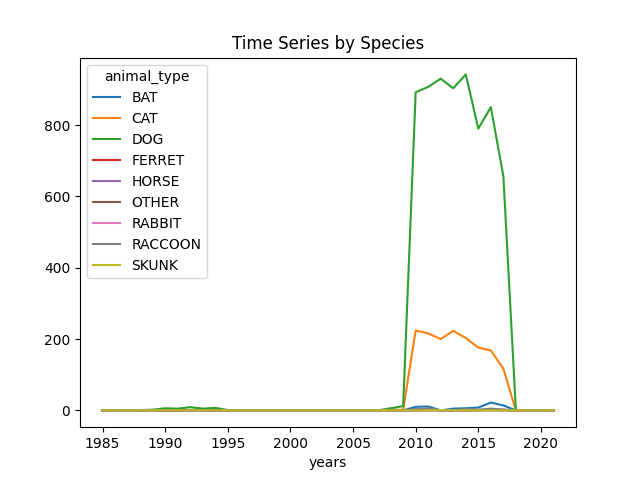 Time Series by Species
animal_type
BAT
CAT
DOG
FERRET
HORSE
OTHER
RABBIT
RACCOON
SKUNK
800
600
400
200
0
1985 1990 1995 2000 2005 2010 2015 2020
years